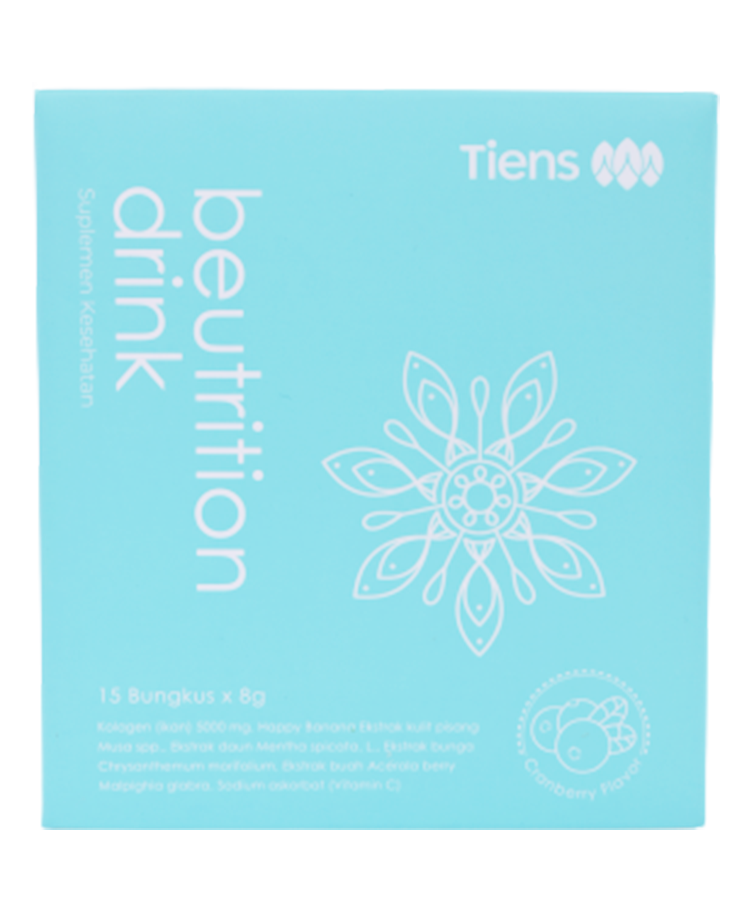 Tiens
beutrition
drink
Suplemen Kesehatan
15 Bungkus x 8g
Kolagen (ikan) 5000 mg, Happy Banana Ekstrak kulit pisang
Musa spp., Ekstrak daun Mentha spicata, L., Ekstrak bunga
Chrysanthemum morifolium, Ekstrak buah Acerola berry
Malpighia glabra, Sodium askorbat (Vitamin C)
Cranberry Flavor